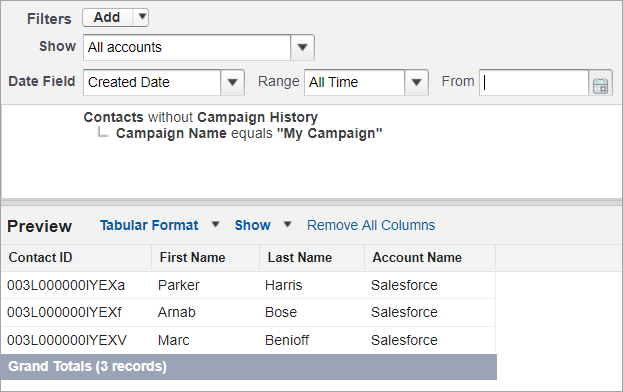 Filters Add
Show All accounts
Date Field Created Date Range All Time From
Contacts without Campaign History
Campaign Name equals "My Campaign"
Preview Tabular Format Show Remove All Columns
Contact ID First Name Last Name Account Name
003L000000IYEXa Parker Harris Salesforce
003L000000IYEXf Arnab Bose Salesforce
003L000000IYEXV Marc Benioff Salesforce
Grand Totals (3 records)